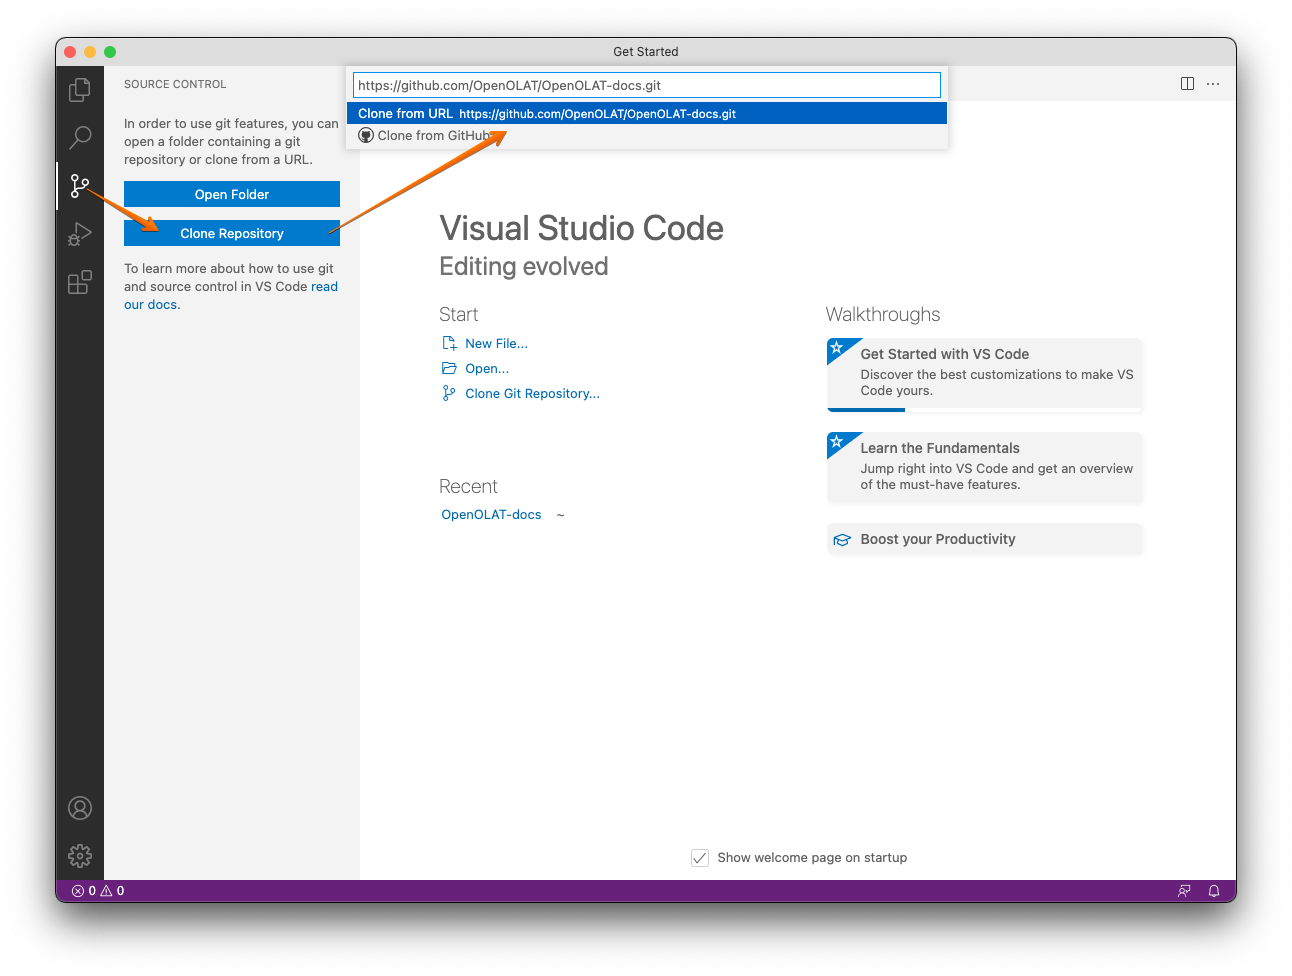 Get Started
SOURCE CONTROL
https://github.com/OpenOLAT/OpenOLAT-docs.git
Clone from URL https://github.com/OpenOLAT/OpenOLAT-docs.git
Clone from GitHub
In order to use git features, you can
open a folder containing a git
repository or clone from a URL.
Open Folder
Clone Repository
To learn more about how to use git
and source control in VS Code read
our docs.
Visual Studio Code
Editing evolved
Start
New File...
Open...
Clone Git Repository...
Recent
OpenOLAT-docs ~
Walkthroughs
Get Started with VS Code
Discover the best customizations to make VS
Code yours.
Learn the Fundamentals
Jump right into VS Code and get an overview
of the must-have features.
Boost your Productivity
Show welcome page on startup
0 0